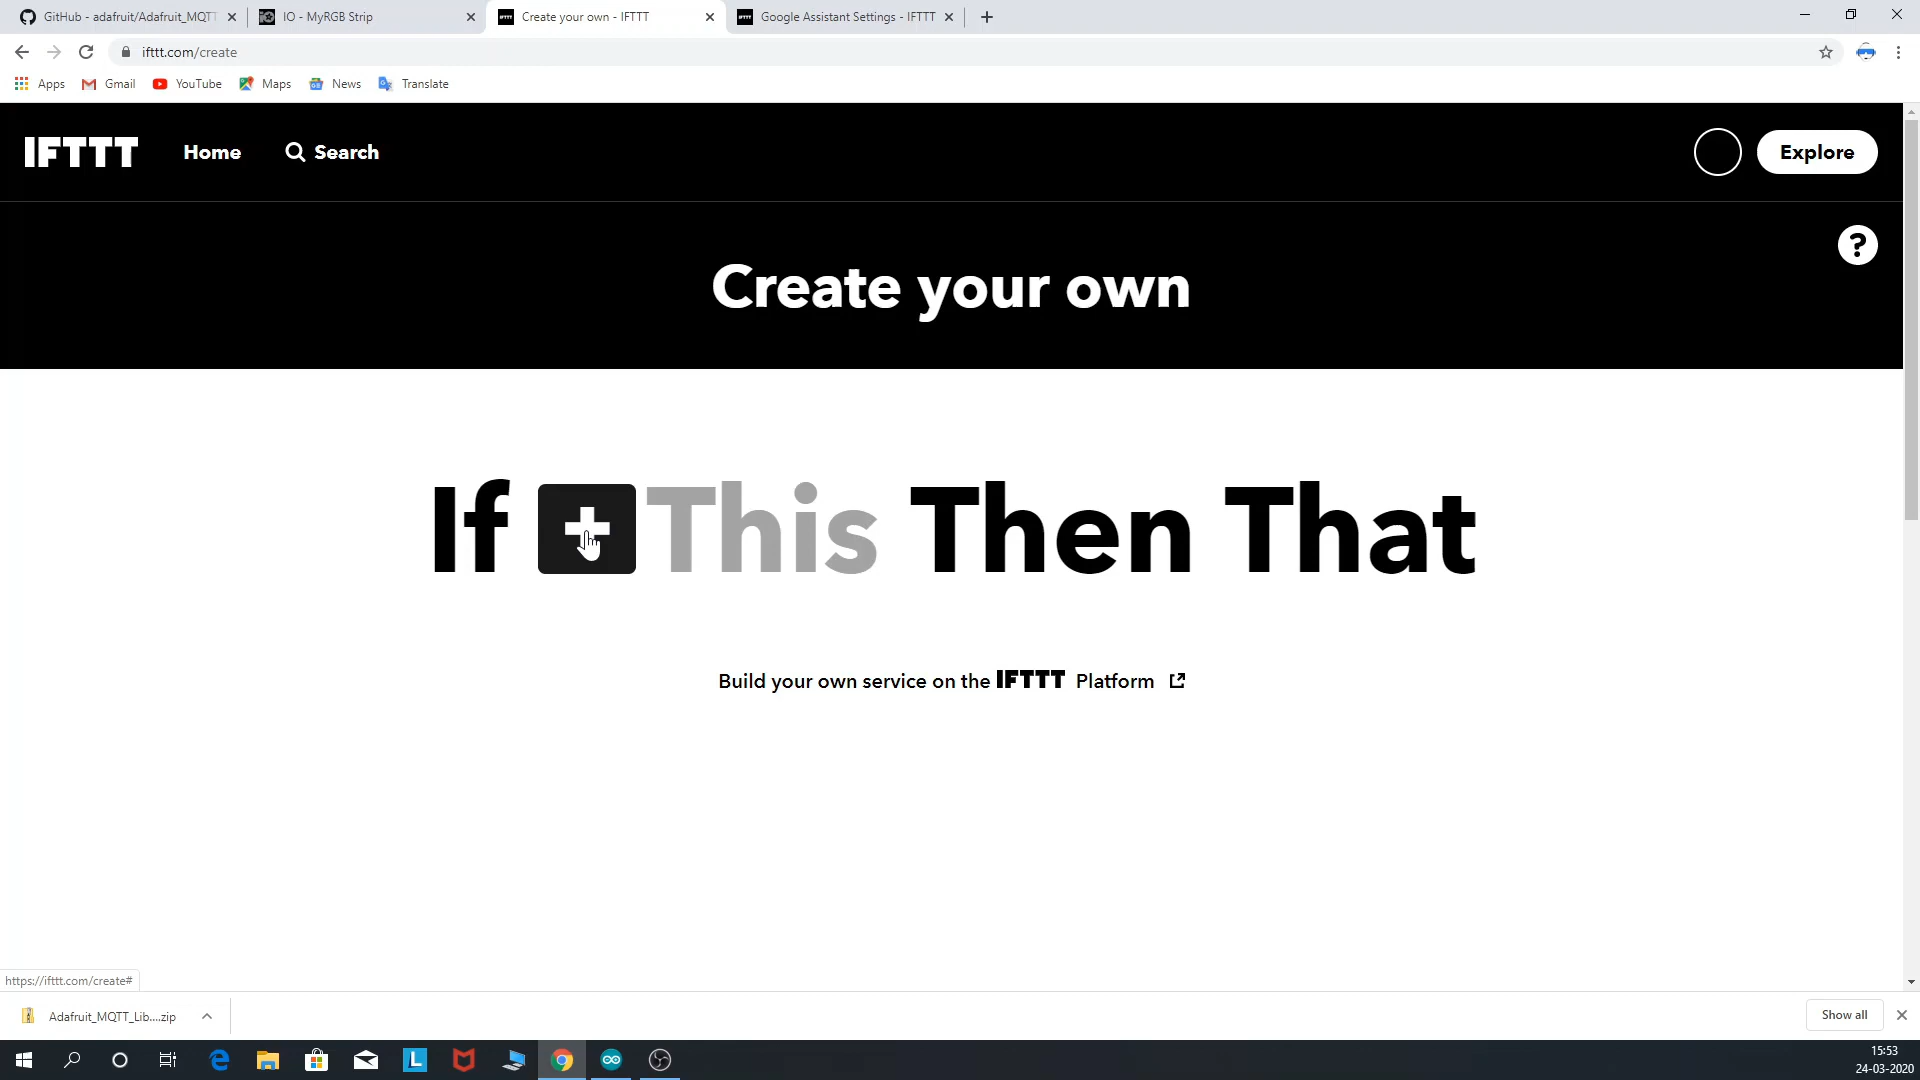 GitHub - adafruit/Adafruit_MQTT
IO - MyRGB Strip
Create your own - IFTTT
Google Assistant Settings - IFTTT
ifttt.com/create
Apps
Gmail
YouTube
Maps
News
Translate
IFTTT
Home
Search
Explore
?
Create your own
If This Then That
Build your own service on the IFTTT Platform
https://ifttt.com/create#
Adafruit_MQTT_Lib....zip
Show all
L
15:53
24-03-2020